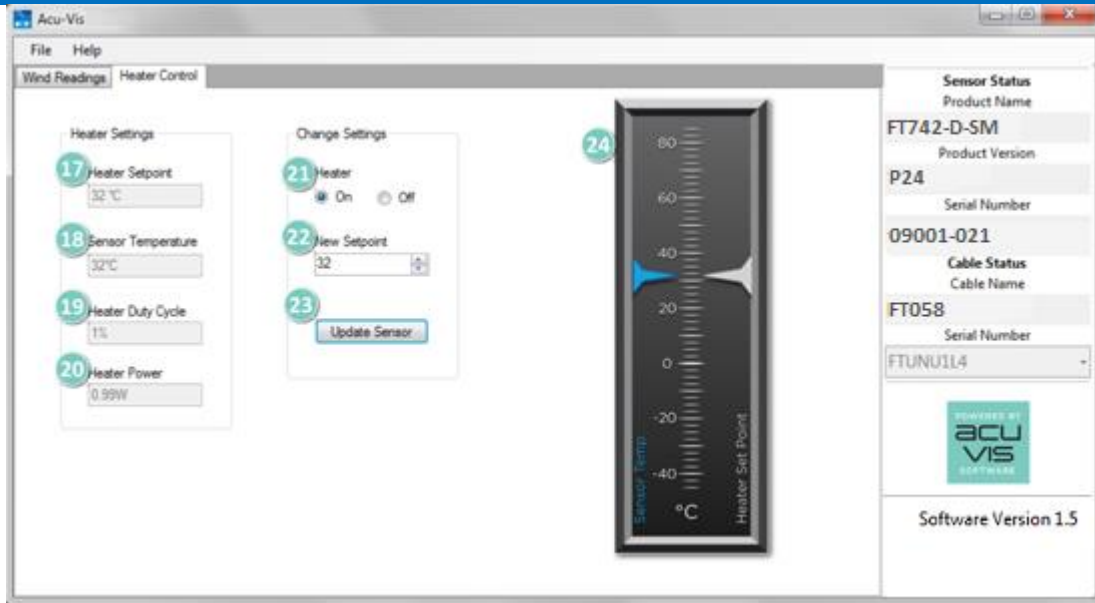 Acu-Vis
File Help
Wind Readings Heater Control
Heater Settings
17 Heater Setpoint
32 °C
18 Sensor Temperature
32°C
19 Heater Duty Cycle
1%
20 Heater Power
0.99W
Change Settings
21 Heater
On Off
22 New Setpoint
32
23
Update Sensor
24
80
60
40
20
0
-20
-40
°C
Sensor Temp
Heater Set Point
Sensor Status
Product Name
FT742-D-SM
Product Version
P24
Serial Number
09001-021
Cable Status
Cable Name
FT058
Serial Number
FTUNU1L4
POWERED BY
acu
vis
SOFTWARE
Software Version 1.5